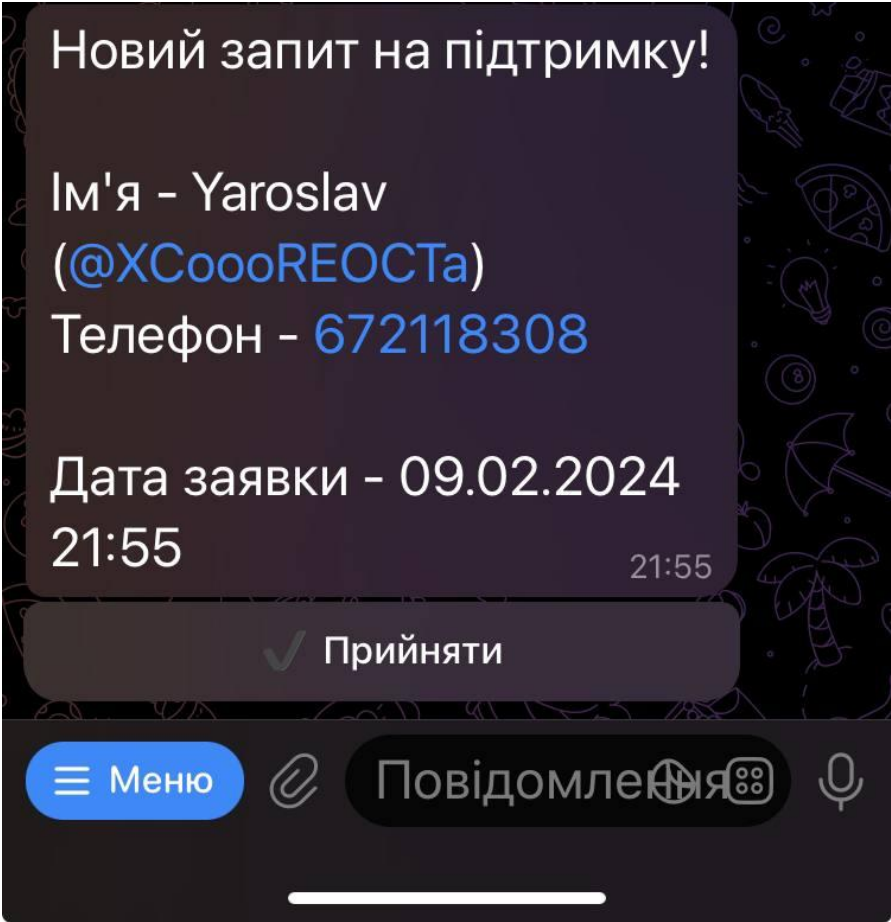 Новий запит на підтримку!
Ім'я - Yaroslav
(@XCoooREOCTa)
Телефон - 672118308
Дата заявки - 09.02.2024
21:55
21:55
Прийняти
Меню
Повідомлення